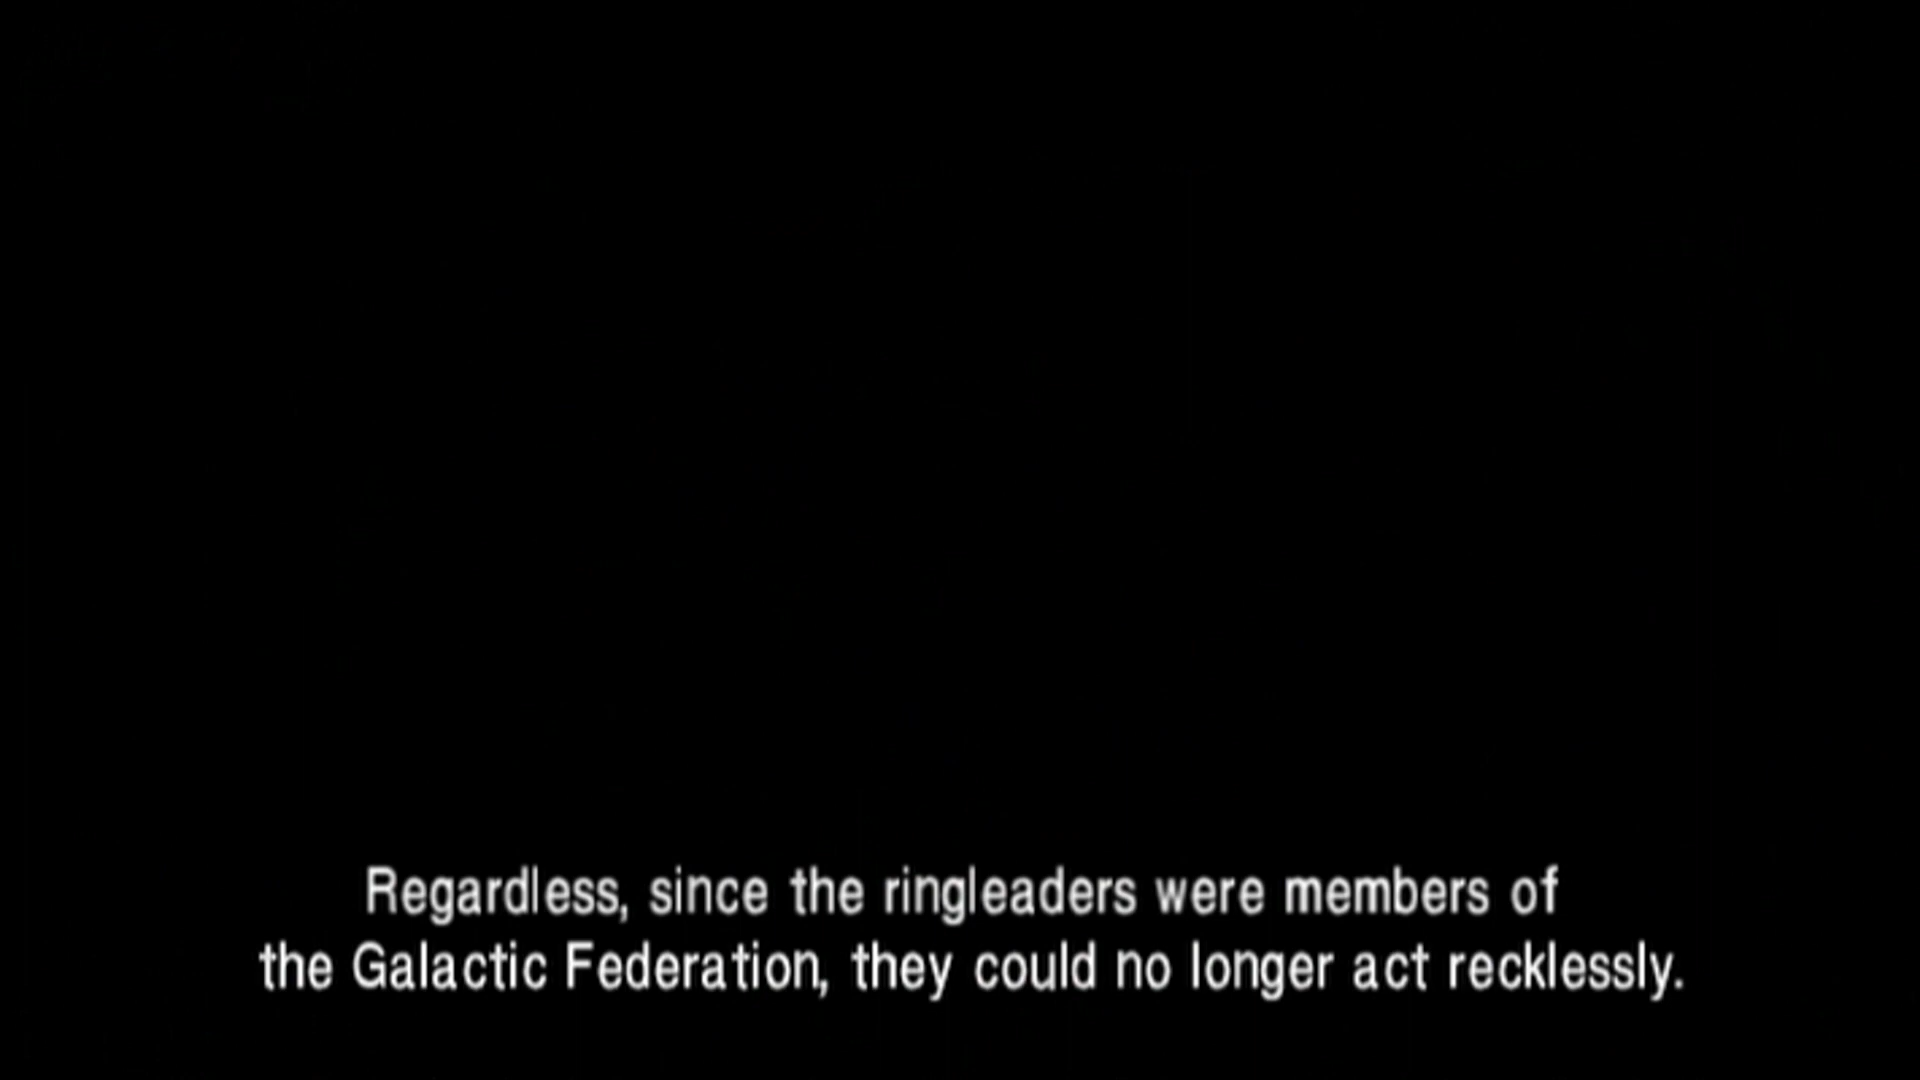 Regardless, since the ringleaders were members of
the Galactic Federation, they could no longer act recklessly.